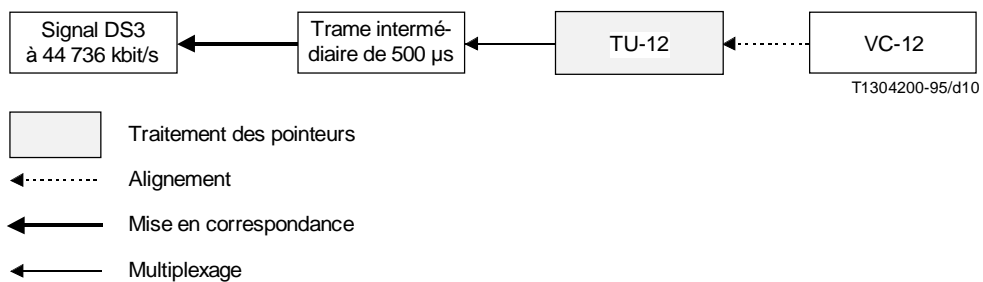 Signal DS3
à 44 736 kbit/s
Trame intermé-
diaire de 500 µs
TU-12
VC-12
T1304200-95/d10
Traitement des pointeurs
Alignement
Mise en correspondance
Multiplexage